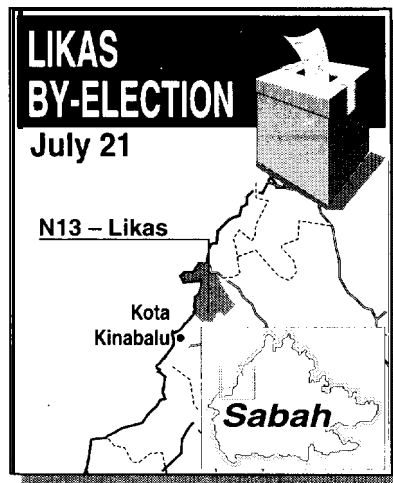 LIKAS
BY-ELECTION
July 21
N13 – Likas
Kota
Kinabalu
Sabah